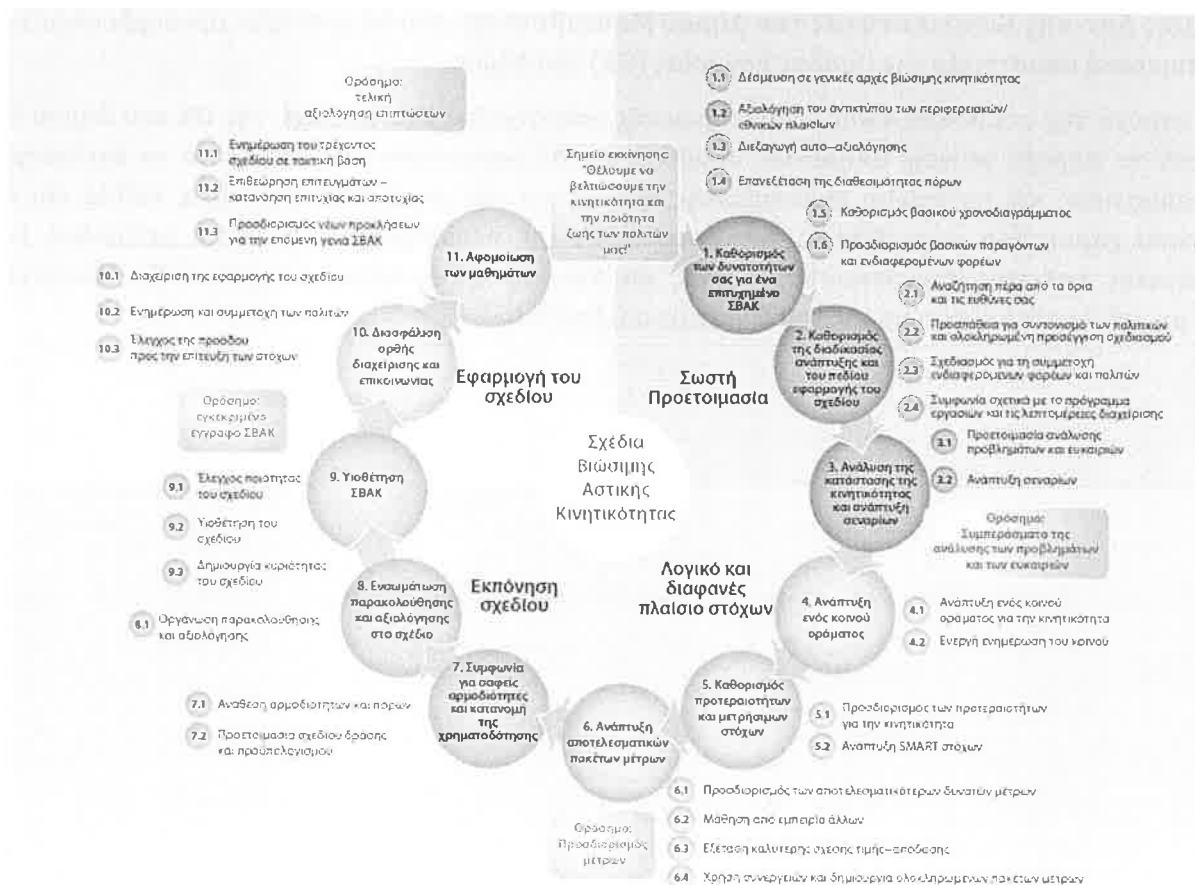 Ορόσημο:
τελική
αξιολόγηση επιπτώσεων
11.1 Ενημέρωση του τρέχοντος
σχεδίου σε τακτική βάση
11.2 Επιθεώρηση επιτευγμάτων –
κατανόηση επιτυχίας και αποτυχίας
11.3 Προσδιορισμός νέων προκλήσεων
για την επόμενη γενιά ΣΒΑΚ
Σημείο εκκίνησης:
"Θέλουμε να
βελτιώσουμε την
κινητικότητα και
την ποιότητα
ζωής των πολιτών
μας!"
1.1 Δέσμευση σε γενικές αρχές βιώσιμης κινητικότητας
1.2 Αξιολόγηση του αντικτύπου των περιφερειακών/
εθνικών πλαισίων
1.3 Διεξαγωγή αυτο–αξιολόγησης
1.4 Επανεξέταση της διαθεσιμότητας πόρων
1.5 Καθορισμός βασικού χρονοδιαγράμματος
1.6 Προσδιορισμός βασικών παραγόντων
και ενδιαφερομένων φορέων
1. Καθορισμός
των δυνατοτήτων
σας για ένα
επιτυχημένο
ΣΒΑΚ
2.1 Αναζήτηση πέρα από τα όρια
και τις ευθύνες σας
2.2 Προσπάθεια για συντονισμό των πολιτικών
και ολοκληρωμένη προσέγγιση σχεδιασμού
2.3 Σχεδιασμός για τη συμμετοχή
ενδιαφερόμενων φορέων και πολιτών
2.4 Συμφωνία σχετικά με το πρόγραμμα
εργασιών και τις λεπτομέρειες διαχείρισης
2. Καθορισμός
της διαδικασίας
ανάπτυξης και
του πεδίου
εφαρμογής του
σχεδίου
3.1 Προετοιμασία ανάλυσης
προβλημάτων και ευκαιριών
3.2 Ανάπτυξη σεναρίων
3. Ανάλυση της
κατάστασης της
κινητικότητας
και ανάπτυξη
σεναρίων
Ορόσημο:
Συμπεράσματα της
ανάλυσης των προβλημάτων
και των ευκαιριών
4. Ανάπτυξη
ενός κοινού
οράματος
4.1 Ανάπτυξη ενός κοινού
οράματος για την κινητικότητα
4.2 Ενεργή ενημέρωση του κοινού
5. Καθορισμός
προτεραιοτήτων
και μετρήσιμων
στόχων
5.1 Προσδιορισμός των προτεραιοτήτων
για την κινητικότητα
5.2 Ανάπτυξη SMART στόχων
6. Ανάπτυξη
αποτελεσματικών
πακέτων μέτρων
6.1 Προσδιορισμός των αποτελεσματικότερων δυνατών μέτρων
6.2 Μάθηση από εμπειρία άλλων
6.3 Εξέταση καλύτερης σχέσης τιμής–απόδοσης
6.4 Χρήση συνεργειών και δημιουργία ολοκληρωμένων πακέτων μέτρων
Ορόσημο:
Προσδιορισμός
μέτρων
7. Συμφωνία
για σαφείς
αρμοδιότητες
και κατανομή
της
χρηματοδότησης
7.1 Ανάθεση αρμοδιοτήτων και πόρων
7.2 Προετοιμασία σχεδίου δράσης
και προϋπολογισμού
8. Ενσωμάτωση
παρακολούθησης
και αξιολόγησης
στο σχέδιο
8.1 Οργάνωση παρακολούθησης
και αξιολόγησης
9. Υιοθέτηση
ΣΒΑΚ
9.1 Έλεγχος ποιότητας
του σχεδίου
9.2 Υιοθέτηση του
σχεδίου
9.3 Δημιουργία κυριότητας
του σχεδίου
Ορόσημο:
εγκεκριμένο
έγγραφο ΣΒΑΚ
10. Διασφάλιση
ορθής
διαχείρισης και
επικοινωνίας
10.1 Διαχείριση της εφαρμογής του σχεδίου
10.2 Ενημέρωση και συμμετοχή των πολιτών
10.3 Έλεγχος της προόδου
προς την επίτευξη των στόχων
11. Αφομοίωση
των μαθημάτων
Εφαρμογή του
σχεδίου
Σωστή
Προετοιμασία
Σχέδια
Βιώσιμης
Αστικής
Κινητικότητας
Εκπόνηση
σχεδίου
Λογικό και
διαφανές
πλαίσιο στόχων